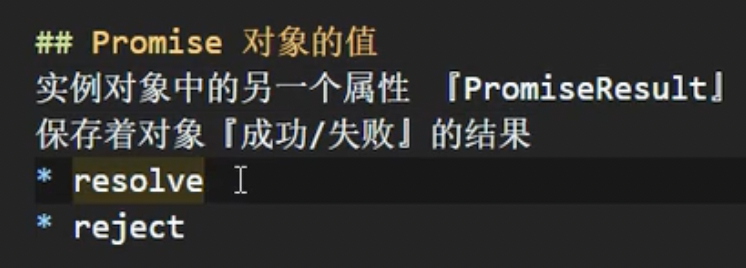 ## Promise 对象的值
实例对象中的另一个属性 『PromiseResult』
保存着对象『成功/失败』的结果
* resolve
* reject